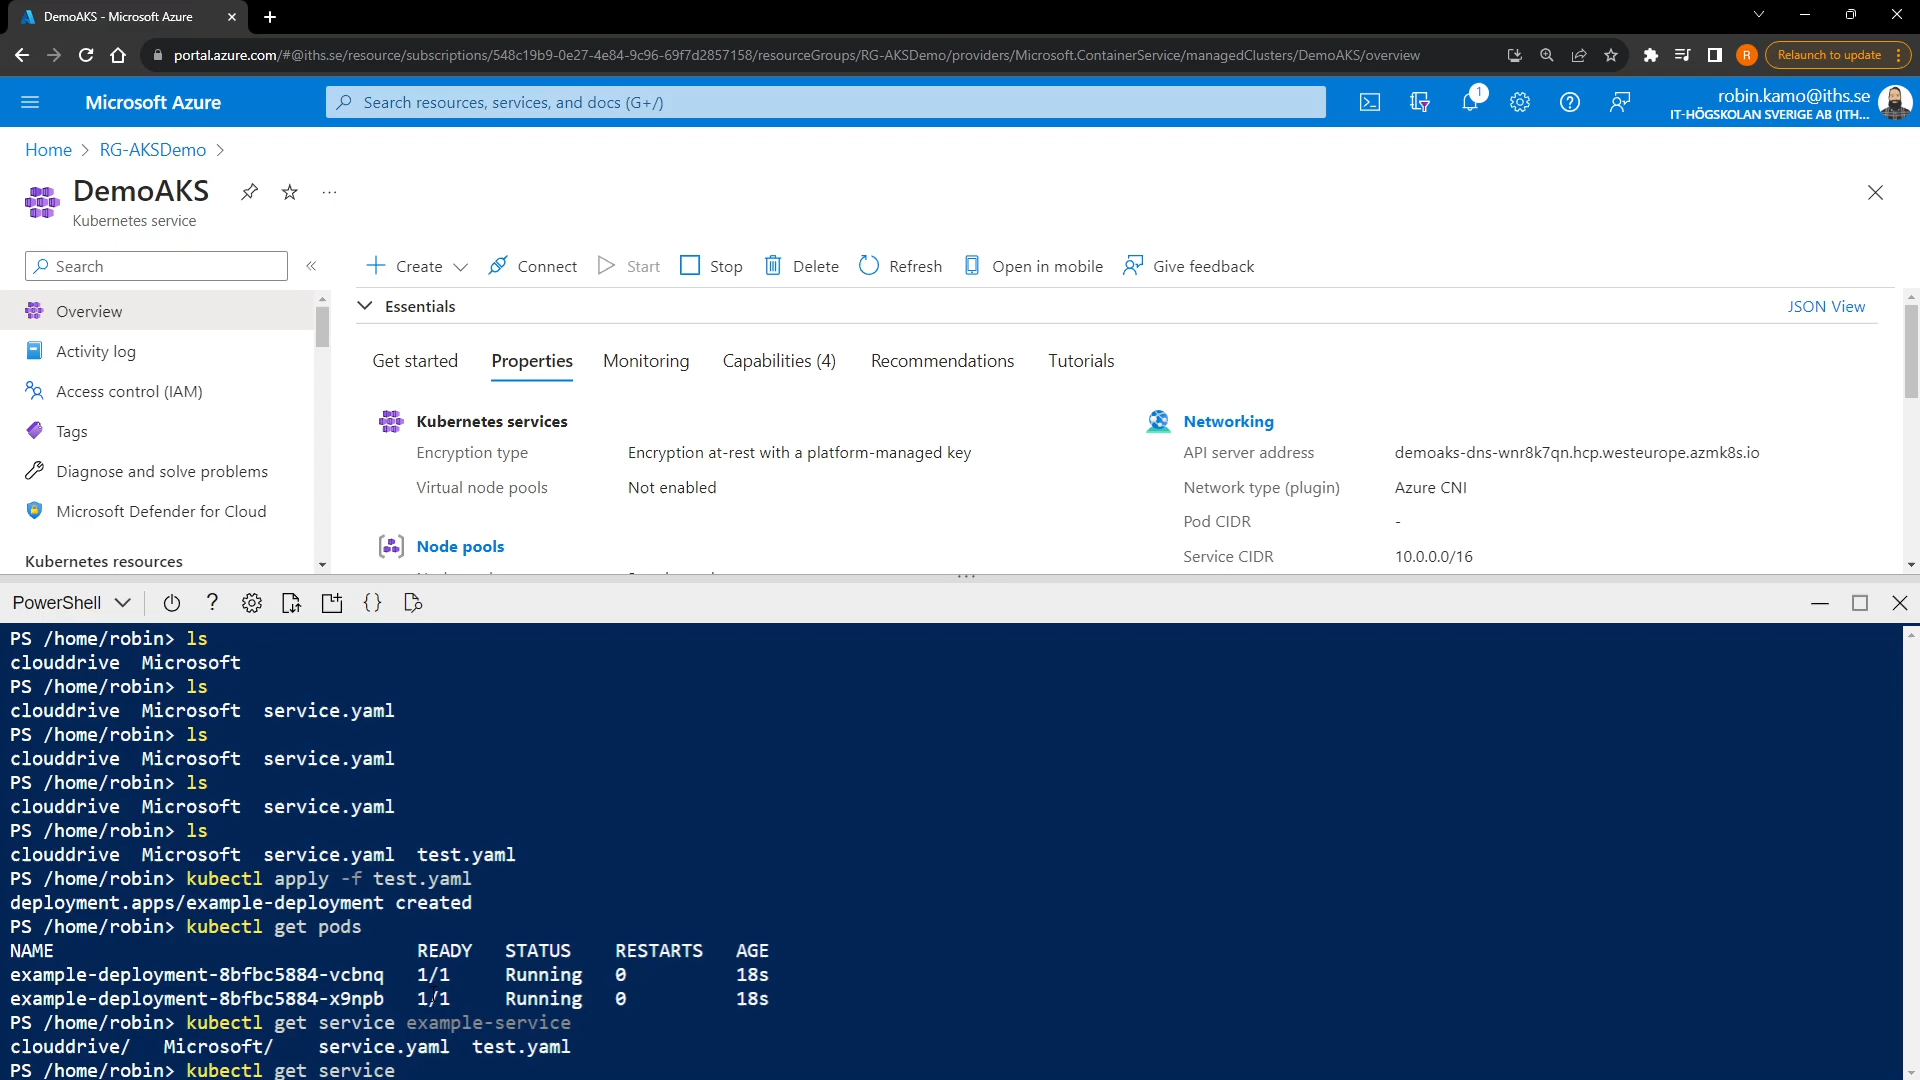 DemoAKS - Microsoft Azure
portal.azure.com/#@iths.se/resource/subscriptions/548c19b9-0e27-4e84-9c96-69f7d2857158/resourceGroups/RG-AKSDemo/providers/Microsoft.ContainerService/managedClusters/DemoAKS/overview
R
Relaunch to update
Microsoft Azure
Search resources, services, and docs (G+/)
1
robin.kamo@iths.se
IT-HÖGSKOLAN SVERIGE AB (ITH...
Home > RG-AKSDemo >
DemoAKS
Kubernetes service
Search
Create
Connect
Start
Stop
Delete
Refresh
Open in mobile
Give feedback
Overview
Activity log
Access control (IAM)
Tags
Diagnose and solve problems
Microsoft Defender for Cloud
Kubernetes resources
Essentials
JSON View
Get started
Properties
Monitoring
Capabilities (4)
Recommendations
Tutorials
Kubernetes services
Encryption type Encryption at-rest with a platform-managed key
Virtual node pools Not enabled
Node pools
Networking
API server address demoaks-dns-wnr8k7qn.hcp.westeurope.azmk8s.io
Network type (plugin) Azure CNI
Pod CIDR -
Service CIDR 10.0.0.0/16
PowerShell
PS /home/robin> ls
clouddrive Microsoft
PS /home/robin> ls
clouddrive Microsoft service.yaml
PS /home/robin> ls
clouddrive Microsoft service.yaml
PS /home/robin> ls
clouddrive Microsoft service.yaml
PS /home/robin> ls
clouddrive Microsoft service.yaml test.yaml
PS /home/robin> kubectl apply -f test.yaml
deployment.apps/example-deployment created
PS /home/robin> kubectl get pods
NAME READY STATUS RESTARTS AGE
example-deployment-8bfbc5884-vcbnq 1/1 Running 0 18s
example-deployment-8bfbc5884-x9npb 1/1 Running 0 18s
PS /home/robin> kubectl get service example-service
clouddrive/ Microsoft/ service.yaml test.yaml
PS /home/robin> kubectl get service